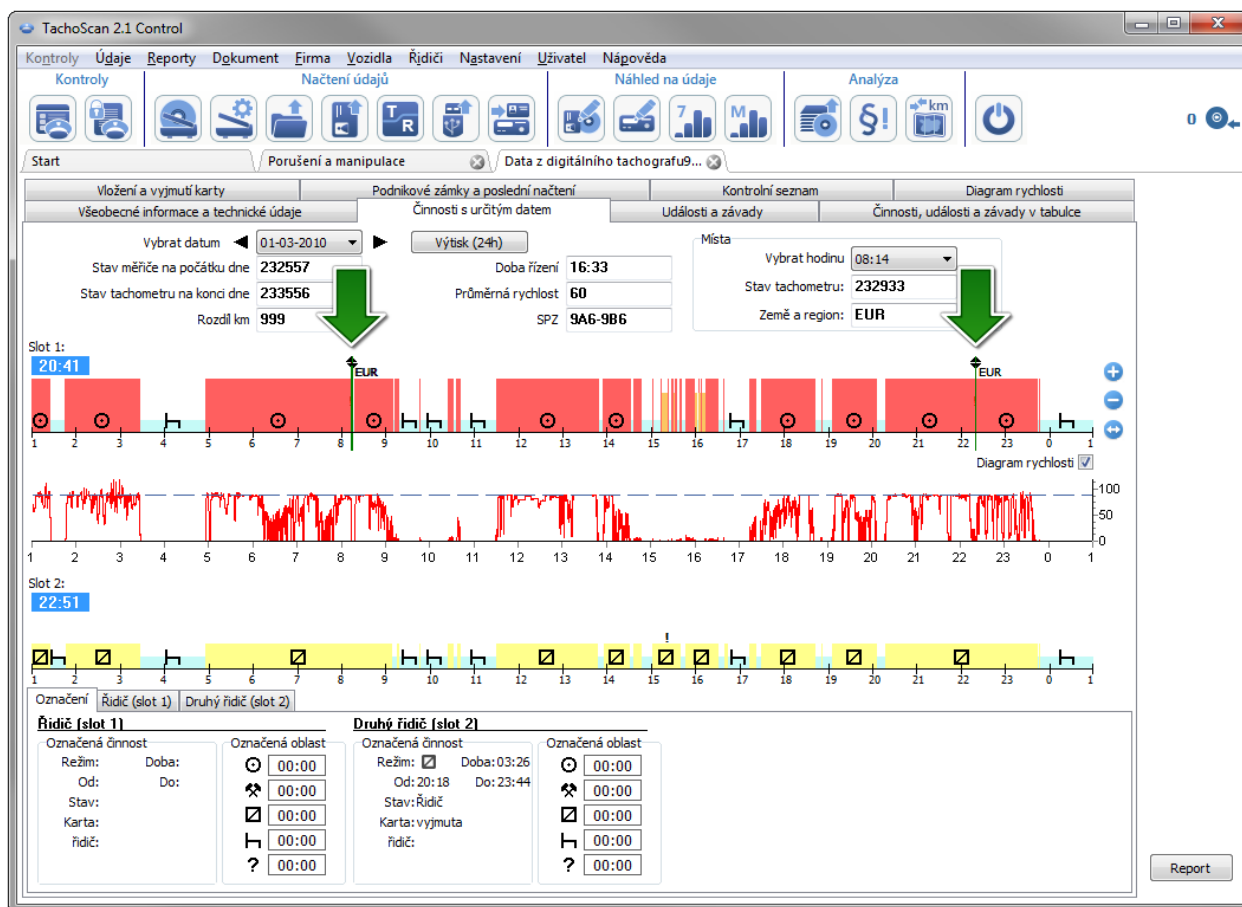 TachoScan 2.1 Control
Kontroly Údaje Reporty Dokument Firma Vozidla Řidiči Nastavení Uživatel Nápověda
Kontroly Načtení údajů Náhled na údaje Analýza
T R 7 M §! km
0
Start Porušení a manipulace Data z digitálního tachografu9...
Vložení a vyjmutí karty Podnikové zámky a poslední načtení Kontrolní seznam Diagram rychlosti
Všeobecné informace a technické údaje Činnosti s určitým datem Události a závady Činnosti, události a závady v tabulce
Vybrat datum 01-03-2010 Výtisk (24h) Místa
Vybrat hodinu 08:14
Stav měřiče na počátku dne 232557 Doba řízení 16:33
Stav tachometru: 232933
Stav tachometru na konci dne 233556 Průměrná rychlost 60
Země a region: EUR
Rozdíl km 999 SPZ 9A6-9B6
Slot 1:
20:41
EUR EUR
1 2 3 4 5 6 7 8 9 10 11 12 13 14 15 16 17 18 19 20 21 22 23 0 1
Diagram rychlosti
100
50
0
1 2 3 4 5 6 7 8 9 10 11 12 13 14 15 16 17 18 19 20 21 22 23 0 1
Slot 2:
22:51
!
1 2 3 4 5 6 7 8 9 10 11 12 13 14 15 16 17 18 19 20 21 22 23 0 1
Označení Řidič (slot 1) Druhý řidič (slot 2)
Řidič (slot 1) Druhý řidič (slot 2)
Označená činnost Označená oblast Označená činnost Označená oblast
Režim: Doba: 00:00 Režim: Doba: 03:26 00:00
Od: Do: 00:00 Od: 20:18 Do: 23:44 00:00
Stav: Stav: Řidič
Karta: 00:00 Karta: vyjmuta 00:00
řidič: 00:00 řidič: 00:00
? 00:00 ? 00:00
Report